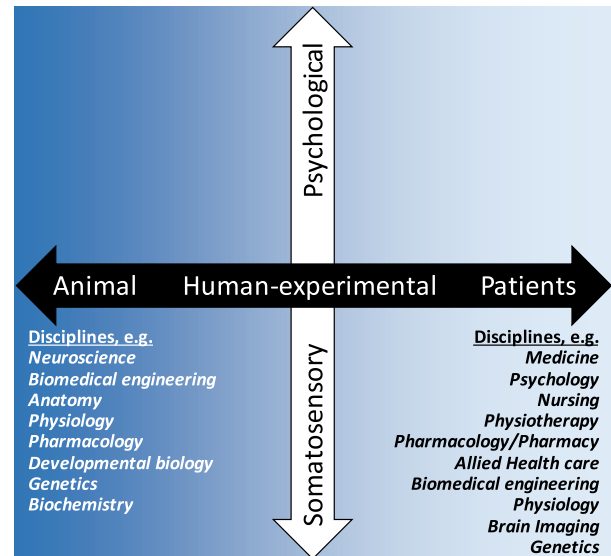 Psychological
Animal Human-experimental Patients
Somatosensory
Disciplines, e.g.
Neuroscience
Biomedical engineering
Anatomy
Physiology
Pharmacology
Developmental biology
Genetics
Biochemistry
Disciplines, e.g.
Medicine
Psychology
Nursing
Physiotherapy
Pharmacology/Pharmacy
Allied Health care
Biomedical engineering
Physiology
Brain Imaging
Genetics